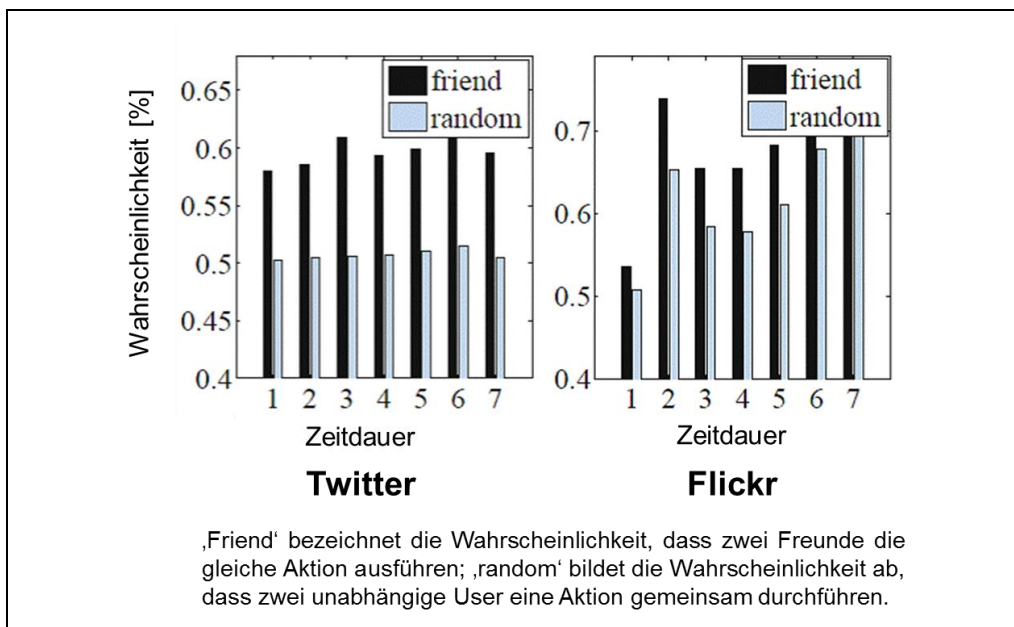 Wahrscheinlichkeit [%]
0.65
0.6
0.55
0.5
0.45
0.4
friend
random
1 2 3 4 5 6 7
Zeitdauer
Twitter
0.7
0.6
0.5
0.4
friend
random
1 2 3 4 5 6 7
Zeitdauer
Flickr
‚Friend‘ bezeichnet die Wahrscheinlichkeit, dass zwei Freunde die
gleiche Aktion ausführen; ‚random‘ bildet die Wahrscheinlichkeit ab,
dass zwei unabhängige User eine Aktion gemeinsam durchführen.